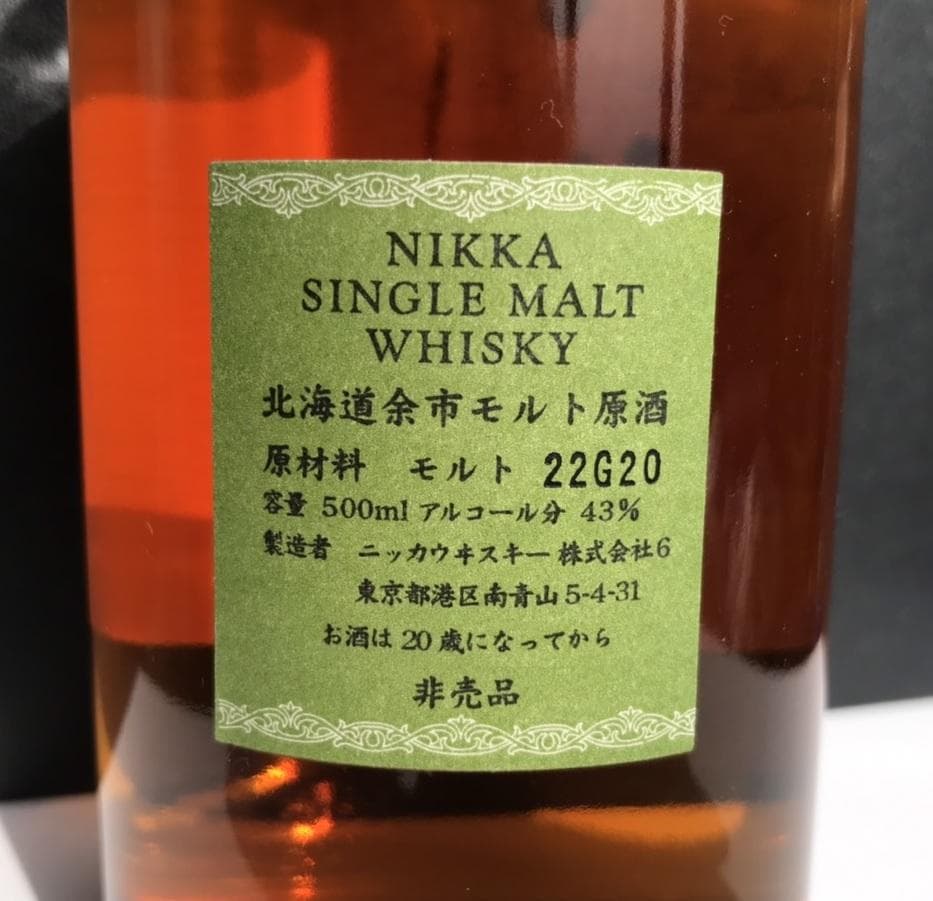 NIKKA
SINGLE MALT
WHISKY
北海道余市モルト原酒
原材料 モルト 22G20
容量 500ml アルコール分 43%
製造者 ニッカウヰスキー株式会社6
東京都港区南青山5-4-31
お酒は20歳になってから
非売品